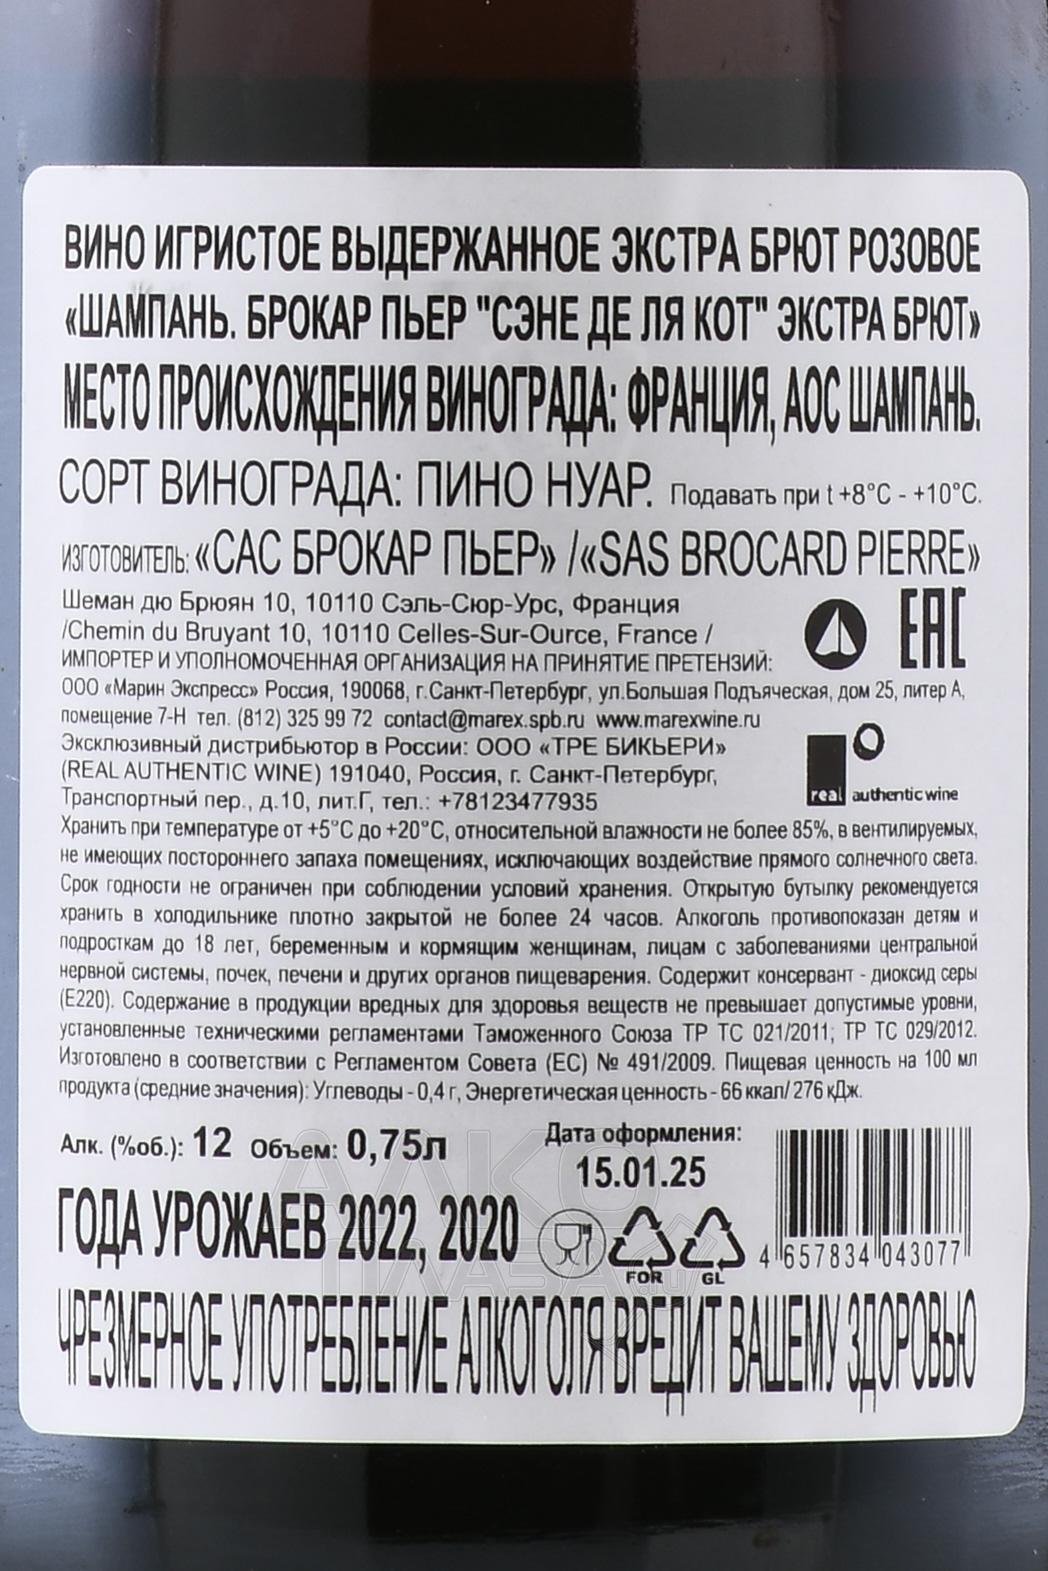 ВИНО ИГРИСТОЕ ВЫДЕРЖАННОЕ ЭКСТРА БРЮТ РОЗОВОЕ
«ШАМПАНЬ. БРОКАР ПЬЕР "СЭНЕ ДЕ ЛЯ КОТ" ЭКСТРА БРЮТ»
МЕСТО ПРОИСХОЖДЕНИЯ ВИНОГРАДА: ФРАНЦИЯ, АОС ШАМПАНЬ.
СОРТ ВИНОГРАДА: ПИНО НУАР. Подавать при t +8°C - +10°C.
ИЗГОТОВИТЕЛЬ: «САС БРОКАР ПЬЕР» /«SAS BROCARD PIERRE»
Шеман дю Брюян 10, 10110 Сэль-Сюр-Урс, Франция
/Chemin du Bruyant 10, 10110 Celles-Sur-Ource, France /
ИМПОРТЕР И УПОЛНОМОЧЕННАЯ ОРГАНИЗАЦИЯ НА ПРИНЯТИЕ ПРЕТЕНЗИЙ:
ООО «Марин Экспресс» Россия, 190068, г.Санкт-Петербург, ул.Большая Подъяческая, дом 25, литер А,
помещение 7-Н тел. (812) 325 99 72 contact@marex.spb.ru www.marexwine.ru
Эксклюзивный дистрибьютор в России: ООО «ТРЕ БИКЬЕРИ»
(REAL AUTHENTIC WINE) 191040, Россия, г. Санкт-Петербург,
Транспортный пер., д.10, лит.Г, тел.: +78123477935
EAC
real authentic wine
Хранить при температуре от +5°C до +20°C, относительной влажности не более 85%, в вентилируемых,
не имеющих постороннего запаха помещениях, исключающих воздействие прямого солнечного света.
Срок годности не ограничен при соблюдении условий хранения. Открытую бутылку рекомендуется
хранить в холодильнике плотно закрытой не более 24 часов. Алкоголь противопоказан детям и
подросткам до 18 лет, беременным и кормящим женщинам, лицам с заболеваниями центральной
нервной системы, почек, печени и других органов пищеварения. Содержит консервант - диоксид серы
(Е220). Содержание в продукции вредных для здоровья веществ не превышает допустимые уровни,
установленные техническими регламентами Таможенного Союза ТР ТС 021/2011; ТР ТС 029/2012.
Изготовлено в соответствии с Регламентом Совета (ЕС) № 491/2009. Пищевая ценность на 100 мл
продукта (средние значения): Углеводы - 0,4 г, Энергетическая ценность - 66 ккал/ 276 кДж.
Алк. (%об.): 12 Объем: 0,75л
Дата оформления:
15.01.25
ГОДА УРОЖАЕВ 2022, 2020
FOR GL
4 657834 043077
ЧРЕЗМЕРНОЕ УПОТРЕБЛЕНИЕ АЛКОГОЛЯ ВРЕДИТ ВАШЕМУ ЗДОРОВЬЮ
АЛКО
ПЛАЗА.ru